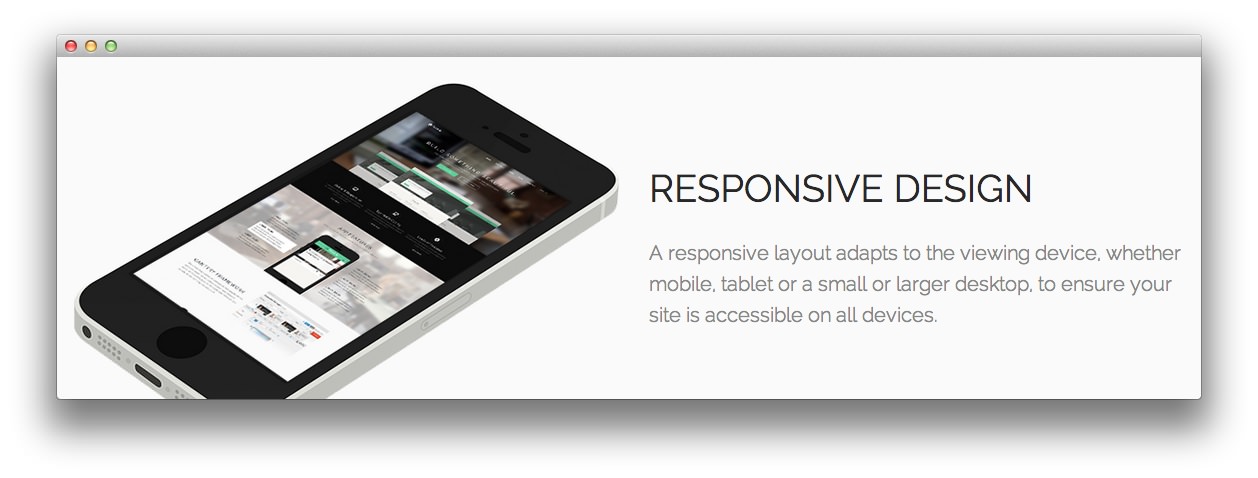 RESPONSIVE DESIGN
A responsive layout adapts to the viewing device, whether
mobile, tablet or a small or larger desktop, to ensure your
site is accessible on all devices.